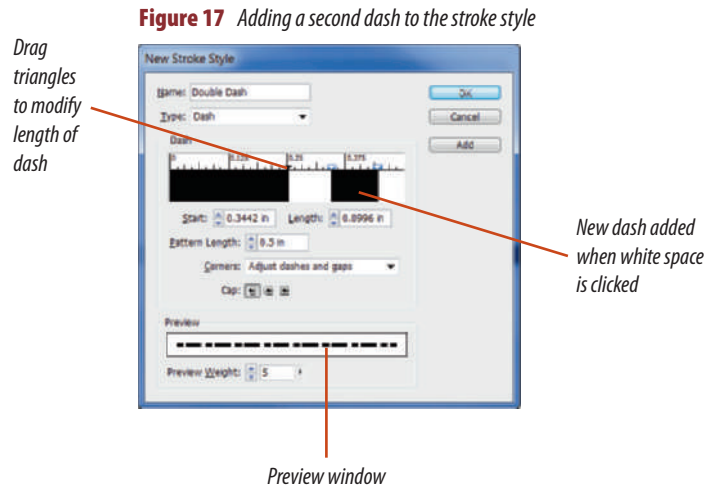 Figure 17 Adding a second dash to the stroke style
Drag
triangles
to modify
length of
dash
New Stroke Style
Name: Double Dash
OK
Type: Dash
Cancel
Dash
Add
0 0.125 0.25 0.375
Start: 0.3442 in Length: 0.0996 in
Pattern Length: 0.5 in
Corners: Adjust dashes and gaps
Cap:
New dash added
when white space
is clicked
Preview
Preview Weight: 5
Preview window